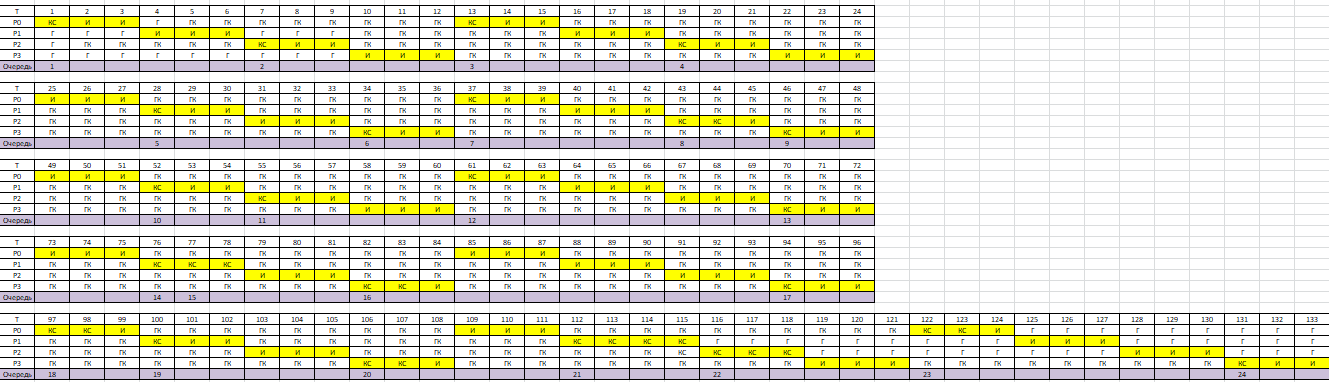 T 1 2 3 4 5 6 7 8 9 10 11 12 13 14 15 16 17 18 19 20 21 22 23 24
P0 КС И И Г ГК ГК ГК ГК ГК ГК ГК ГК КС И И ГК ГК ГК ГК ГК ГК ГК ГК ГК
P1 Г Г Г И И И Г Г Г ГК ГК ГК ГК ГК ГК И И И ГК ГК ГК ГК ГК ГК
P2 Г ГК ГК ГК ГК ГК КС И И ГК ГК ГК ГК ГК ГК ГК ГК ГК КС И И ГК ГК ГК
P3 Г Г Г Г Г Г Г Г Г И И И ГК ГК ГК ГК ГК ГК ГК ГК ГК И И И
Очередь 1 2 3 4
T 25 26 27 28 29 30 31 32 33 34 35 36 37 38 39 40 41 42 43 44 45 46 47 48
P0 И И И ГК ГК ГК ГК ГК ГК ГК ГК ГК КС И И ГК ГК ГК ГК ГК ГК ГК ГК ГК
P1 ГК ГК ГК КС И И ГК ГК ГК ГК ГК ГК ГК ГК ГК И И И ГК ГК ГК ГК ГК ГК
P2 ГК ГК ГК ГК ГК ГК И И И ГК ГК ГК ГК ГК ГК ГК ГК ГК КС КС И ГК ГК ГК
P3 ГК ГК ГК ГК ГК ГК ГК ГК ГК КС И И ГК ГК ГК ГК ГК ГК ГК ГК ГК КС И И
Очередь 5 6 7 8 9
T 49 50 51 52 53 54 55 56 57 58 59 60 61 62 63 64 65 66 67 68 69 70 71 72
P0 И И И ГК ГК ГК ГК ГК ГК ГК ГК ГК КС И И ГК ГК ГК ГК ГК ГК ГК ГК ГК
P1 ГК ГК ГК КС И И ГК ГК ГК ГК ГК ГК ГК ГК ГК И И И ГК ГК ГК ГК ГК ГК
P2 ГК ГК ГК ГК ГК ГК КС И И ГК ГК ГК ГК ГК ГК ГК ГК ГК И И И ГК ГК ГК
P3 ГК ГК ГК ГК ГК ГК ГК ГК ГК И И И ГК ГК ГК ГК ГК ГК ГК ГК ГК КС И И
Очередь 10 11 12 13
T 73 74 75 76 77 78 79 80 81 82 83 84 85 86 87 88 89 90 91 92 93 94 95 96
P0 И И И ГК ГК ГК ГК ГК ГК ГК ГК ГК И И И ГК ГК ГК ГК ГК ГК ГК ГК ГК
P1 ГК ГК ГК КС КС КС ГК ГК ГК ГК ГК ГК ГК ГК ГК И И И ГК ГК ГК ГК ГК ГК
P2 ГК ГК ГК ГК ГК ГК И И И ГК ГК ГК ГК ГК ГК ГК ГК ГК И И И ГК ГК ГК
P3 ГК ГК ГК ГК ГК ГК ГК ГК ГК КС КС И ГК ГК ГК ГК ГК ГК ГК ГК ГК КС И И
Очередь 14 15 16 17
T 97 98 99 100 101 102 103 104 105 106 107 108 109 110 111 112 113 114 115 116 117 118 119 120 121 122 123 124 125 126 127 128 129 130 131 132 133
P0 КС КС И ГК ГК ГК ГК ГК ГК ГК ГК ГК И И И ГК ГК ГК ГК ГК ГК ГК ГК ГК ГК КС КС И Г Г Г Г Г Г Г Г Г
P1 ГК ГК ГК КС И И ГК ГК ГК ГК ГК ГК ГК ГК ГК КС КС КС КС Г Г Г Г Г Г Г Г Г И И И Г Г Г Г Г Г
P2 ГК ГК ГК ГК ГК ГК И И И ГК ГК ГК ГК ГК ГК ГК ГК ГК КС КС КС КС Г Г Г Г Г Г Г Г Г И И И Г Г Г
P3 ГК ГК ГК ГК ГК ГК ГК ГК ГК КС КС И ГК ГК ГК ГК ГК ГК ГК ГК ГК ГК И И И ГК ГК ГК ГК ГК ГК ГК ГК ГК КС И И
Очередь 18 19 20 21 22 23 24